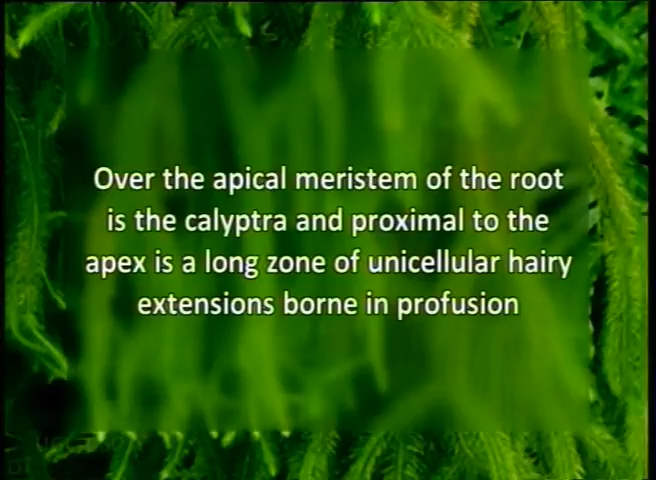 Over the apical meristem of the root
is the calyptra and proximal to the
apex is a long zone of unicellular hairy
extensions borne in profusion